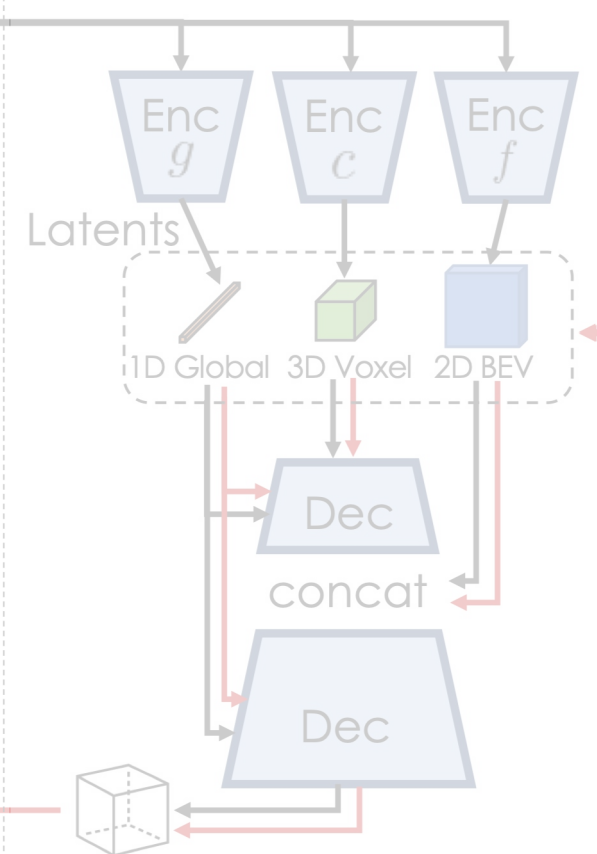 Enc Enc Enc
g c f
Latents
1D Global 3D Voxel 2D BEV
Dec
concat
Dec